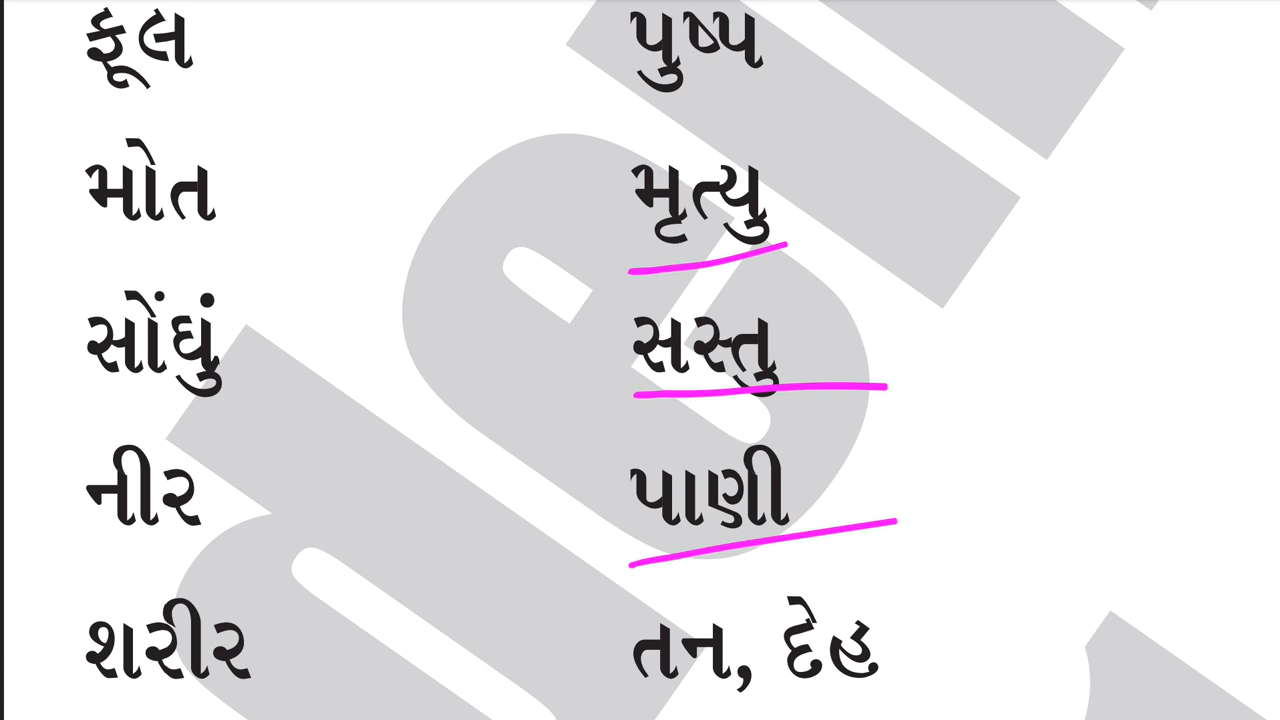 ફૂલ પુષ્પ
મોત મૃત્યુ
સોંઘું સસ્તુ
નીર પાણી
શરીર તન, દેહ